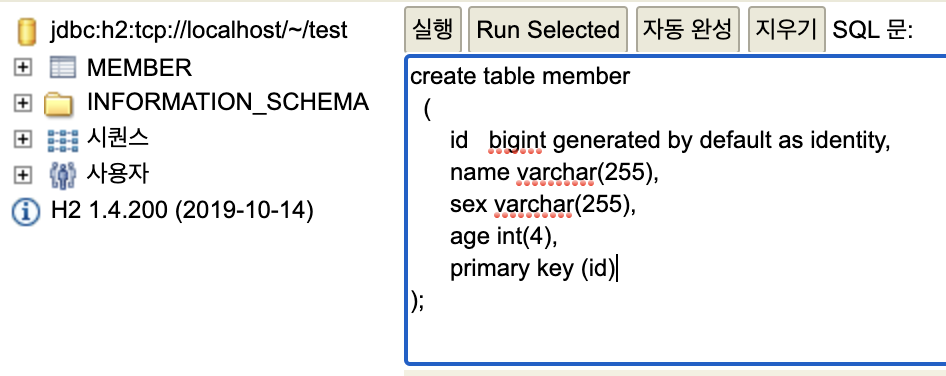 jdbc:h2:tcp://localhost/~/test
MEMBER
INFORMATION_SCHEMA
시퀀스
사용자
H2 1.4.200 (2019-10-14)
실행 Run Selected 자동 완성 지우기 SQL 문:
create table member
(
id bigint generated by default as identity,
name varchar(255),
sex varchar(255),
age int(4),
primary key (id)
);